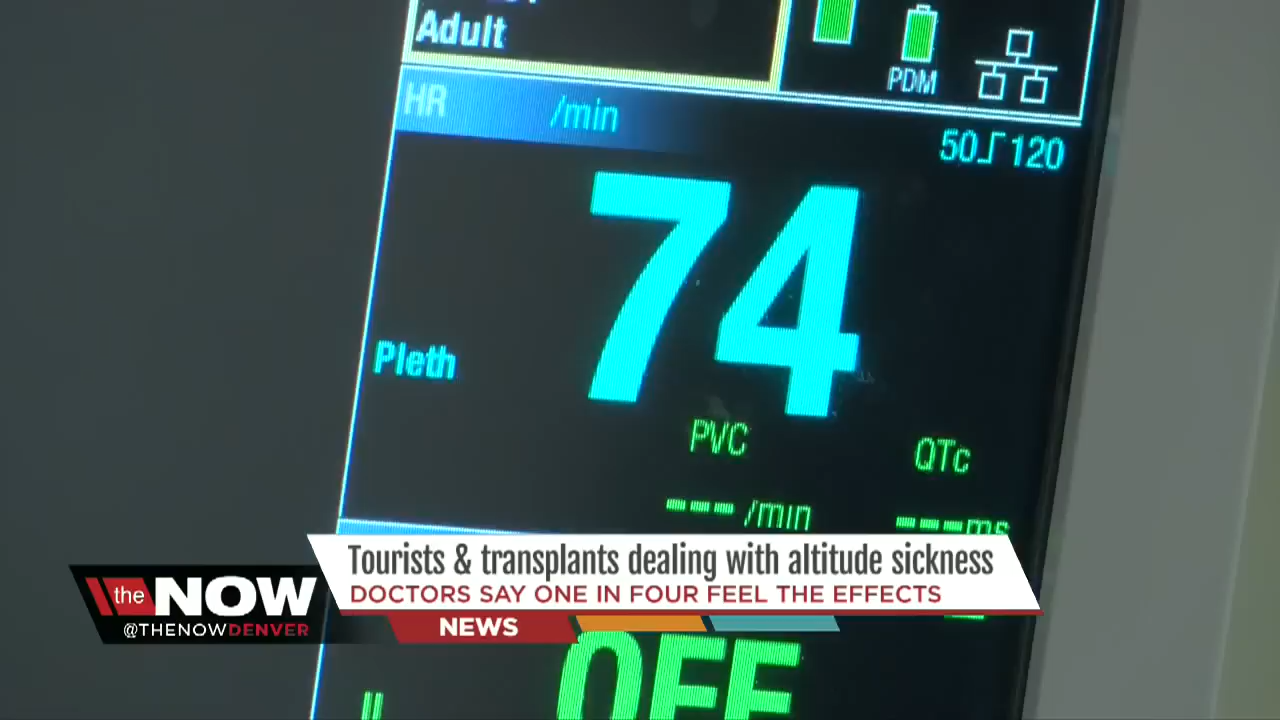 Adult
PDM
HR /min
50 120
74
Pleth
PVC QTc
--- /min ---ms
Tourists & transplants dealing with altitude sickness
the NOW
DOCTORS SAY ONE IN FOUR FEEL THE EFFECTS
@THENOWDENVER
NEWS
OFF